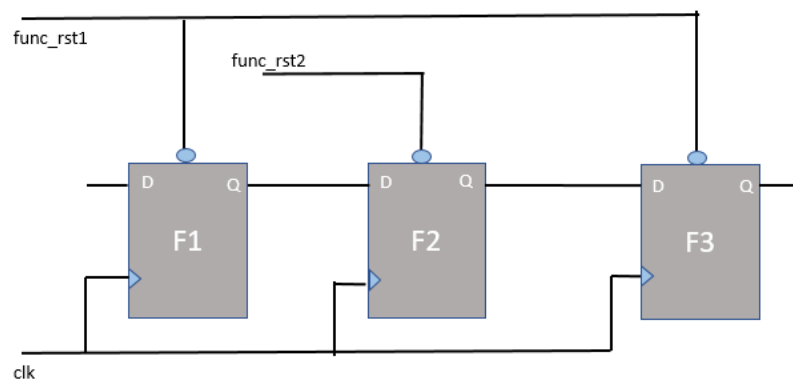 func_rst1
func_rst2
D Q D Q D Q
F1 F2 F3
clk